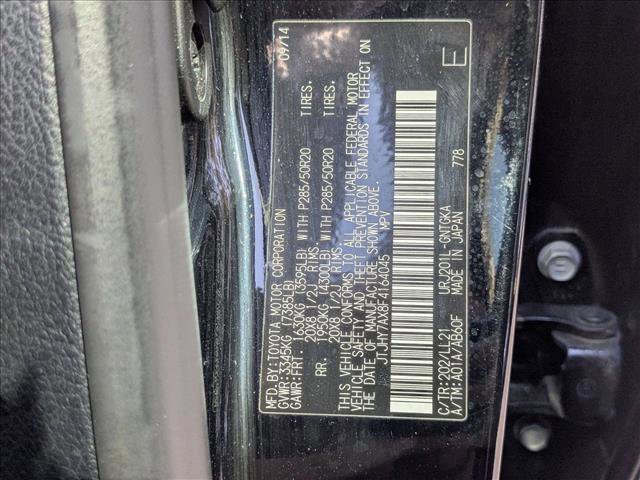 MFD.BY:TOYOTA MOTOR CORPORATION 09/14
GVWR:3345KG (7385LB)
GAWR:FRT. 1630KG (3595LB) WITH P285/50R20 TIRES.
20X8 1/2J RIMS.
RR. 1950KG (4300LB) WITH P285/50R20 TIRES.
20X8 1/2J RIMS.
THIS VEHICLE CONFORMS TO ALL APPLICABLE FEDERAL MOTOR
VEHICLE SAFETY AND THEFT PREVENTION STANDARDS IN EFFECT ON
THE DATE OF MANUFACTURE SHOWN ABOVE.
JTJHY7AX8F4164045 MPV
E
C/TR:202/LL21 URJ201L-GNTGKA 778
A/TM:A01A/AB60F MADE IN JAPAN